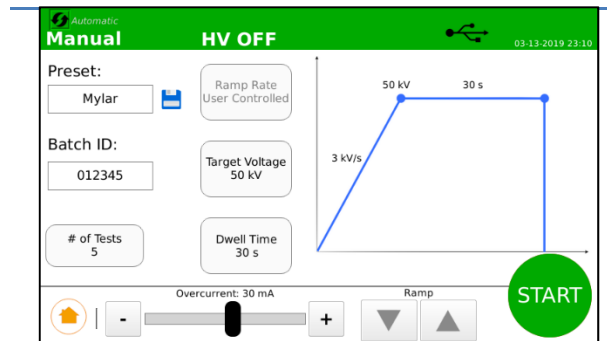 Automatic
Manual
HV OFF
03-13-2019 23:10
Preset:
Mylar
Batch ID:
012345
# of Tests
5
Ramp Rate
User Controlled
Target Voltage
50 kV
Dwell Time
30 s
50 kV
30 s
3 kV/s
Overcurrent: 30 mA
-
+
Ramp
START